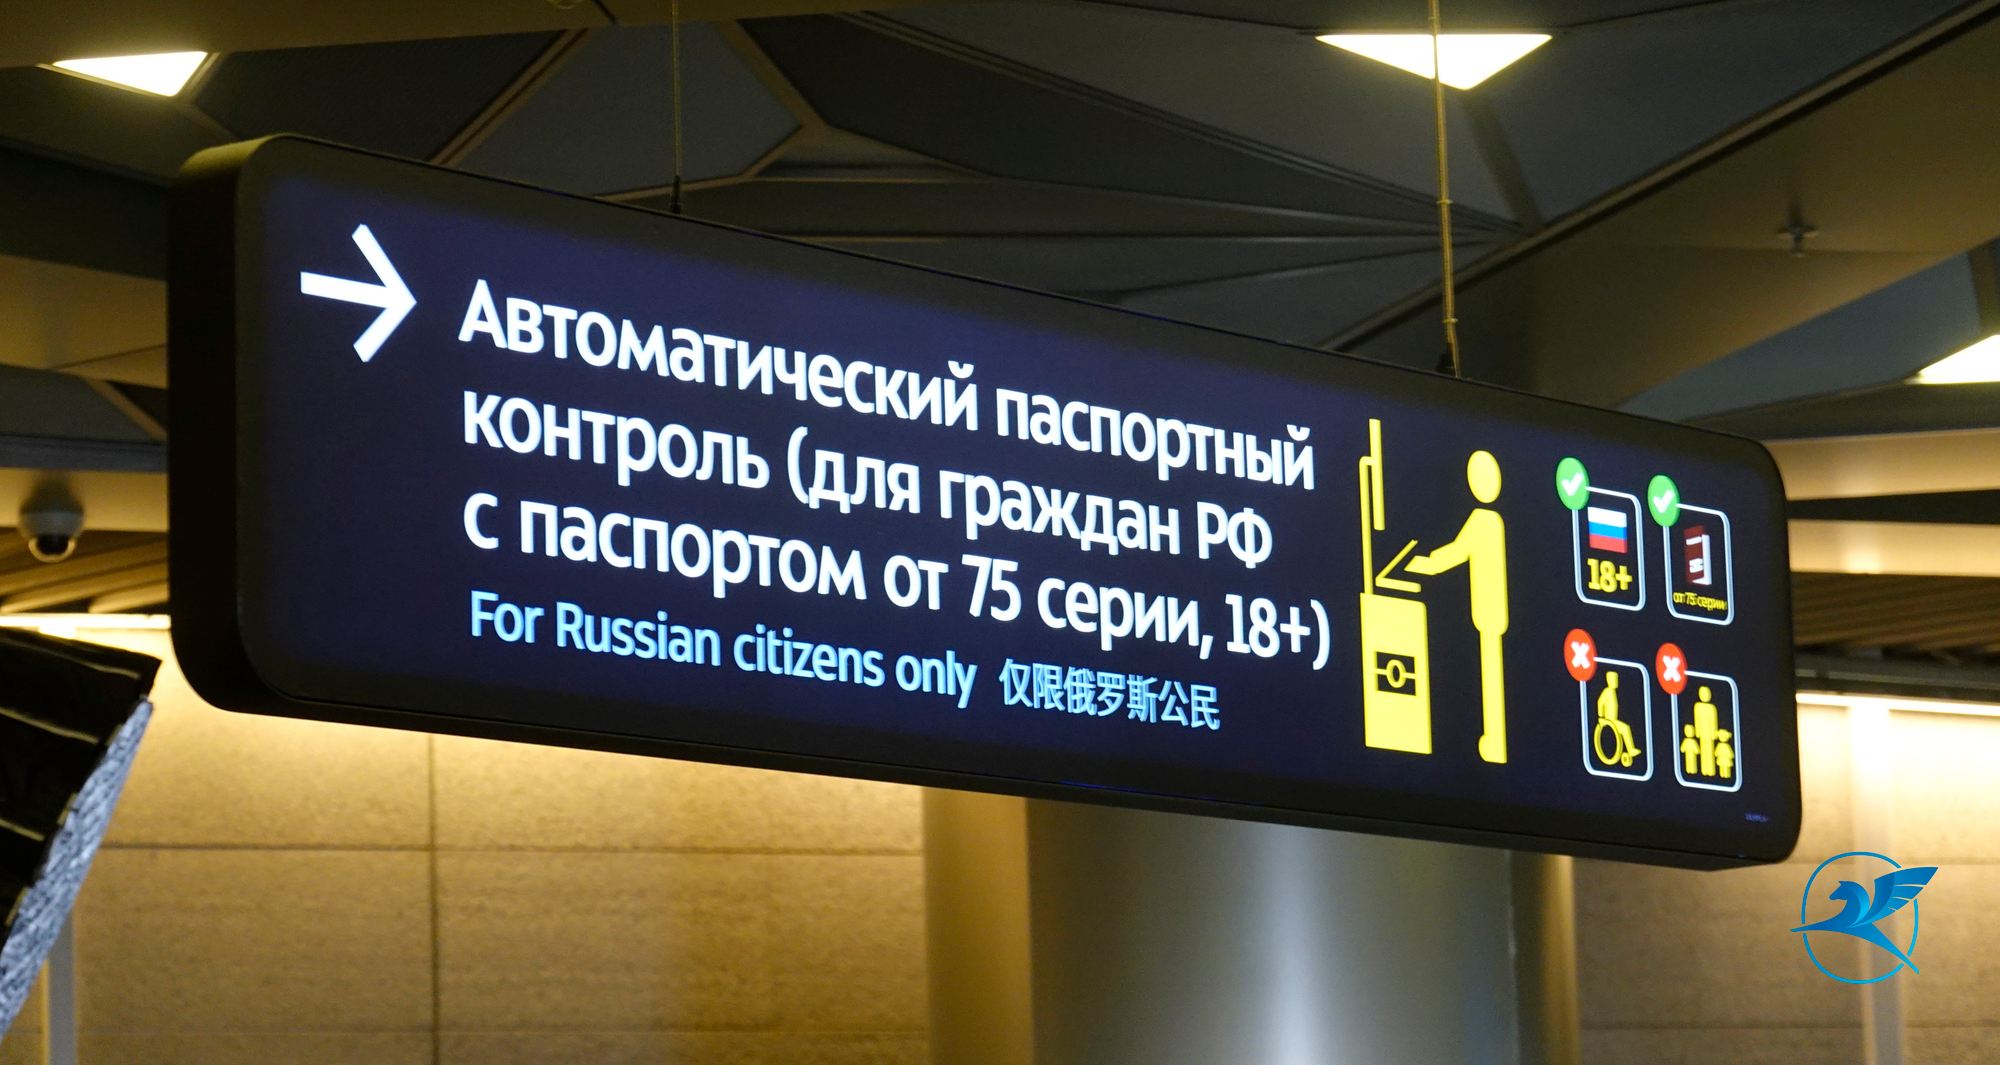 Автоматический паспортный
контроль (для граждан РФ
с паспортом от 75 серии, 18+)
For Russian citizens only 仅限俄罗斯公民
18+
от 75 серии